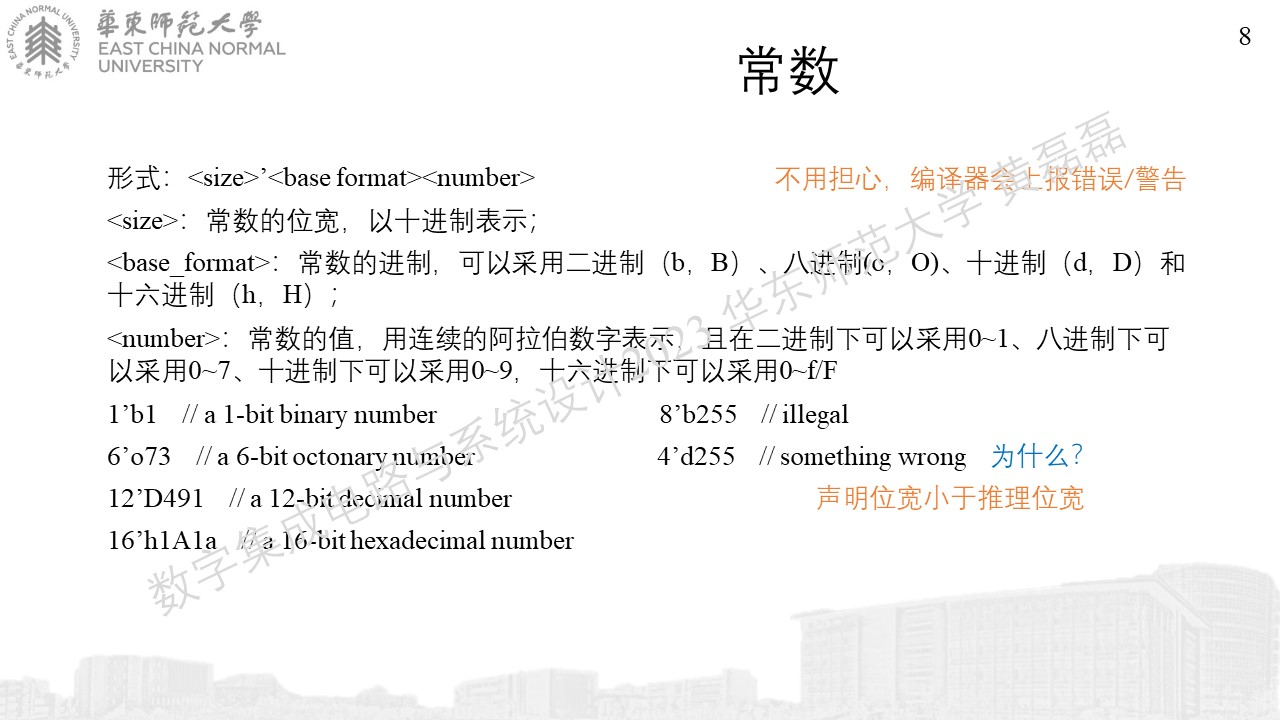 華東師範大學
EAST CHINA NORMAL
UNIVERSITY
8
常数
形式：<size>’<base format><number>
不用担心，编译器会上报错误/警告
<size>：常数的位宽，以十进制表示；
<base_format>：常数的进制，可以采用二进制（b，B）、八进制(o，O)、十进制（d，D）和
十六进制（h，H）；
<number>：常数的值，用连续的阿拉伯数字表示，且在二进制下可以采用0~1、八进制下可
以采用0~7、十进制下可以采用0~9，十六进制下可以采用0~f/F
1’b1 // a 1-bit binary number
8’b255 // illegal
6’o73 // a 6-bit octonary number
4’d255 // something wrong 为什么？
12’D491 // a 12-bit decimal number
声明位宽小于推理位宽
16’h1A1a // a 16-bit hexadecimal number
数字集成电路与系统设计2023 华东师范大学 黄磊磊
EAST CHINA NORMAL UNIVERSITY
華東師範大學